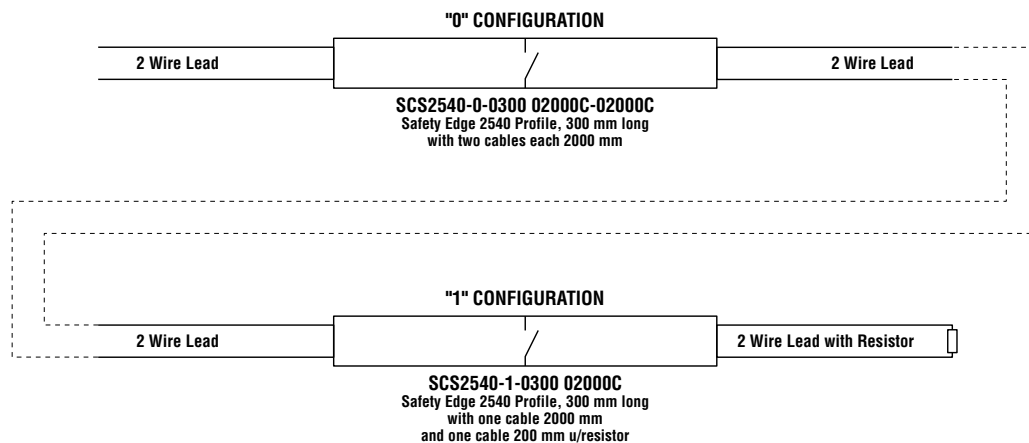 "0" CONFIGURATION
2 Wire Lead
2 Wire Lead
SCS2540-0-0300 02000C-02000C
Safety Edge 2540 Profile, 300 mm long
with two cables each 2000 mm
"1" CONFIGURATION
2 Wire Lead
2 Wire Lead with Resistor
SCS2540-1-0300 02000C
Safety Edge 2540 Profile, 300 mm long
with one cable 2000 mm
and one cable 200 mm u/resistor